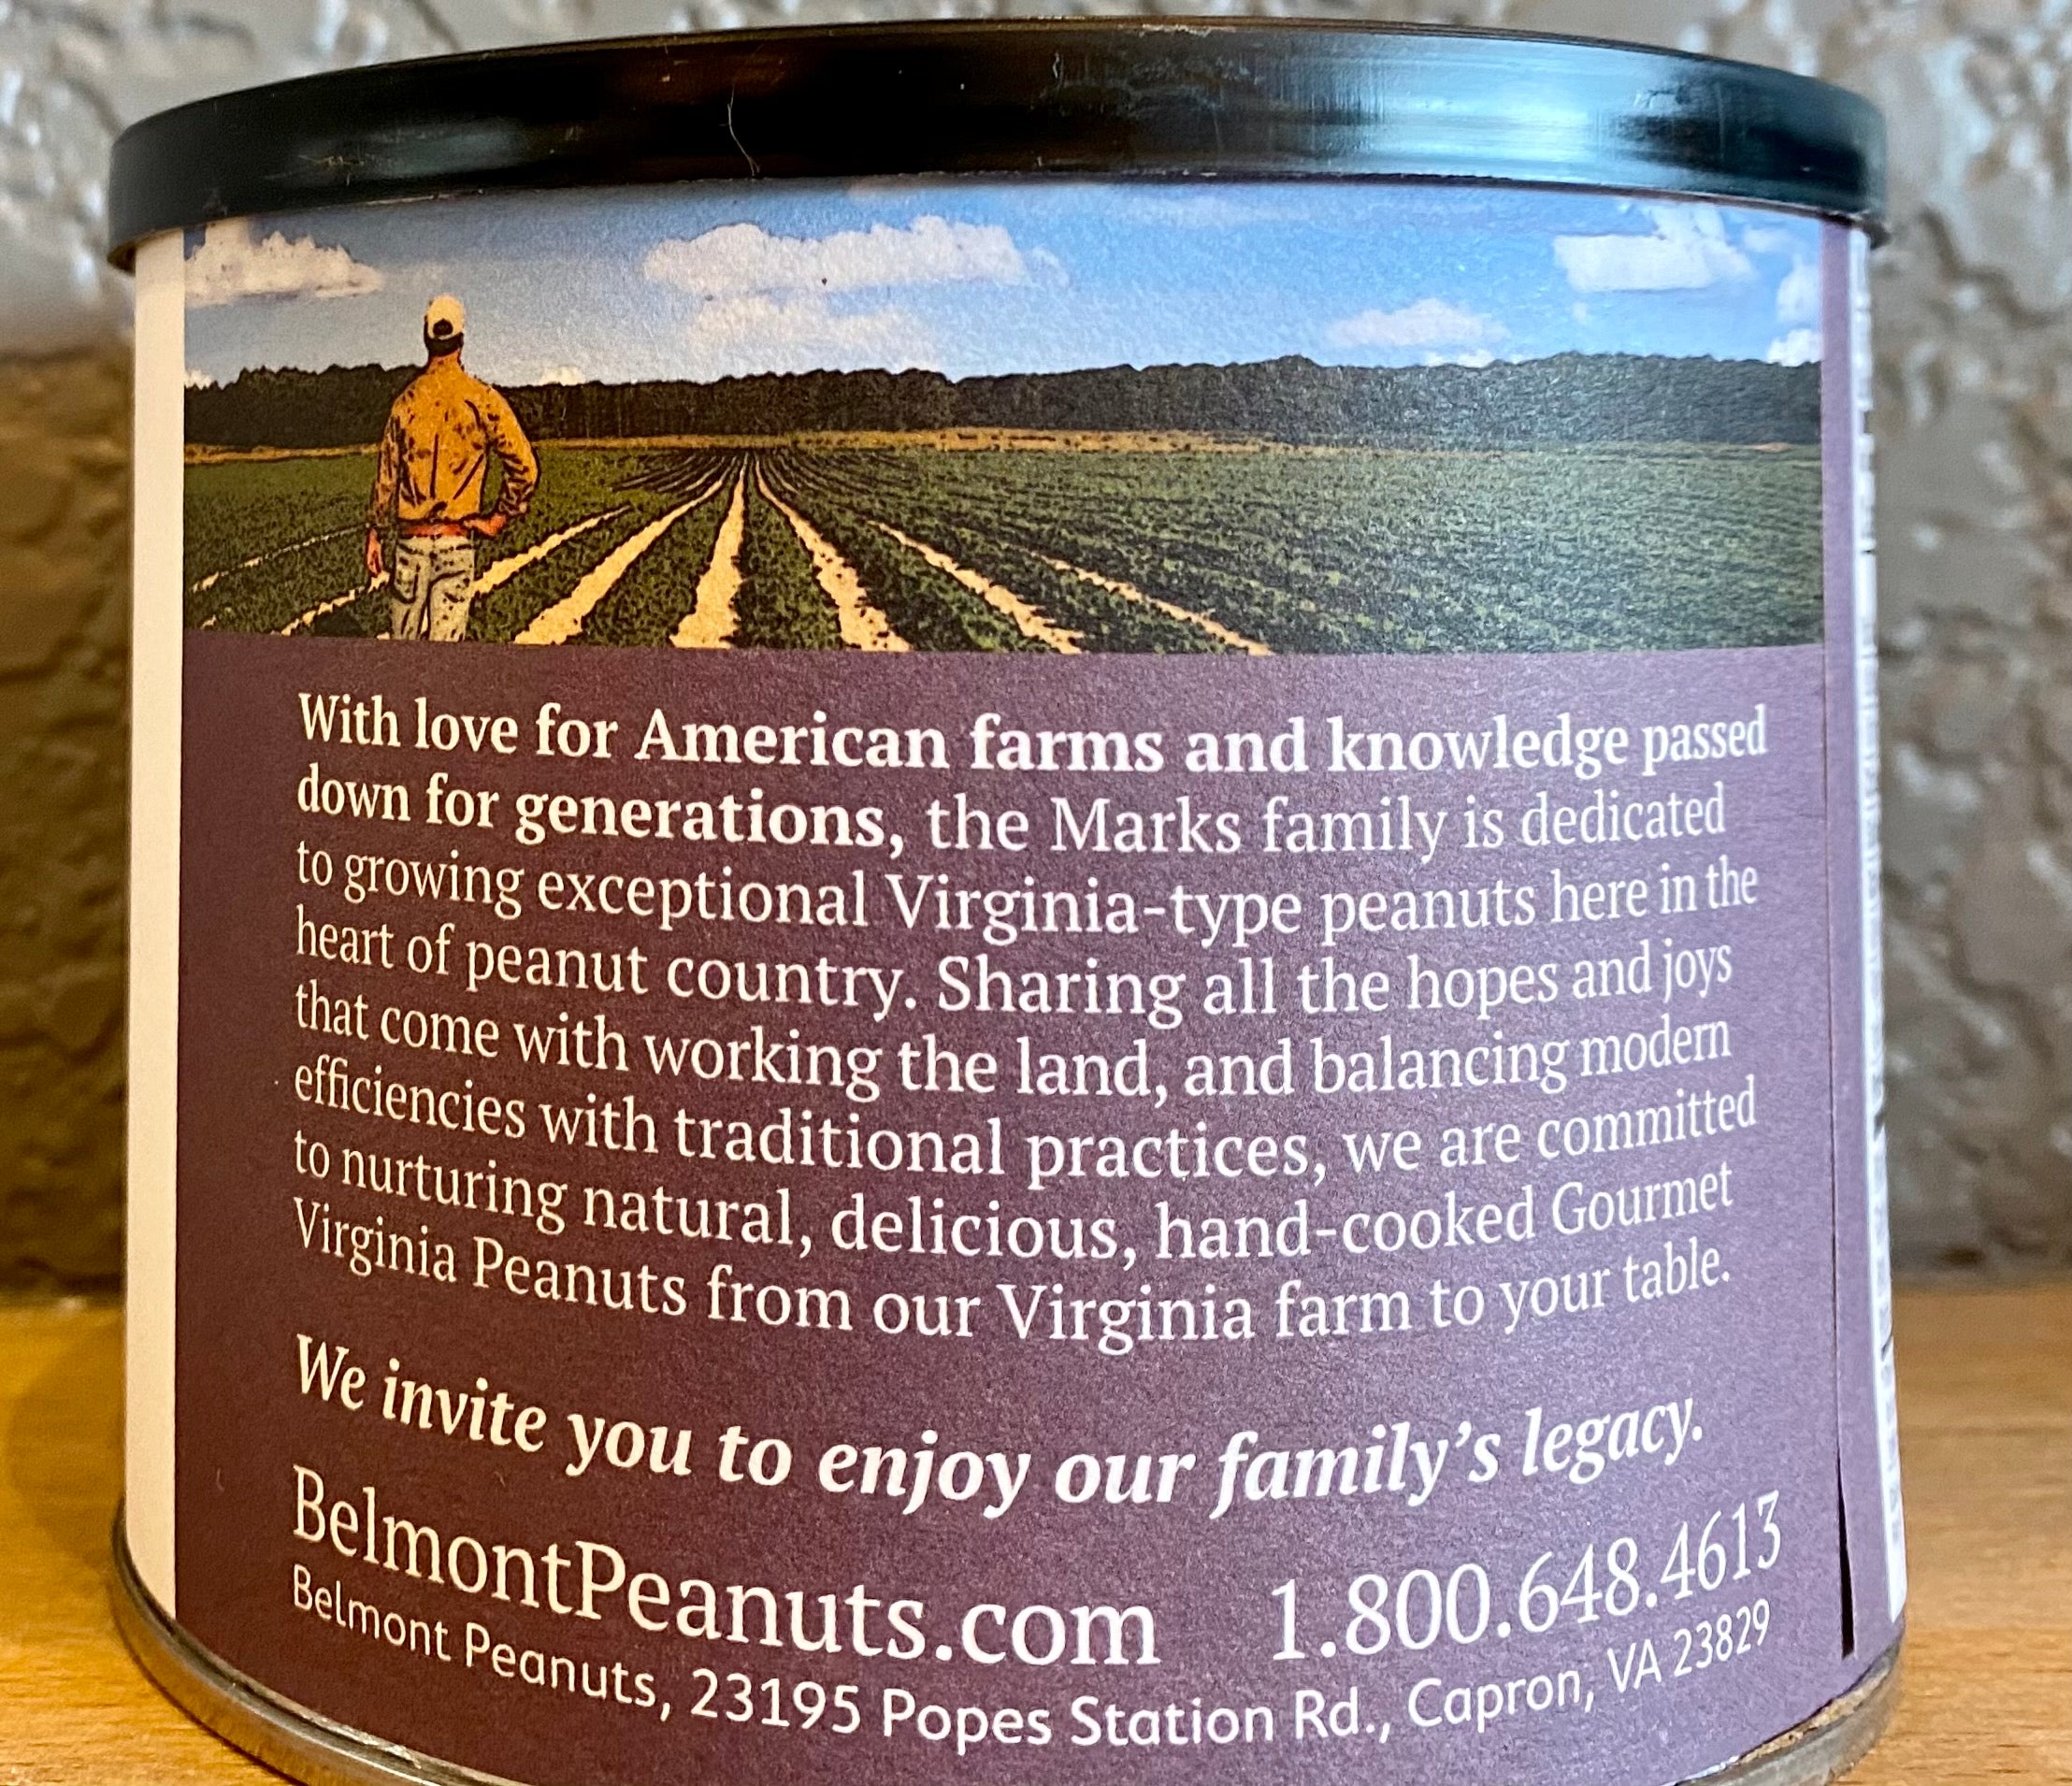 With love for American farms and knowledge passed
down for generations, the Marks family is dedicated
to growing exceptional Virginia-type peanuts here in the
heart of peanut country. Sharing all the hopes and joys
that come with working the land, and balancing modern
efficiencies with traditional practices, we are committed
to nurturing natural, delicious, hand-cooked Gourmet
Virginia Peanuts from our Virginia farm to your table.
We invite you to enjoy our family's legacy.
BelmontPeanuts.com 1.800.648.4613
Belmont Peanuts, 23195 Popes Station Rd., Capron, VA 23829